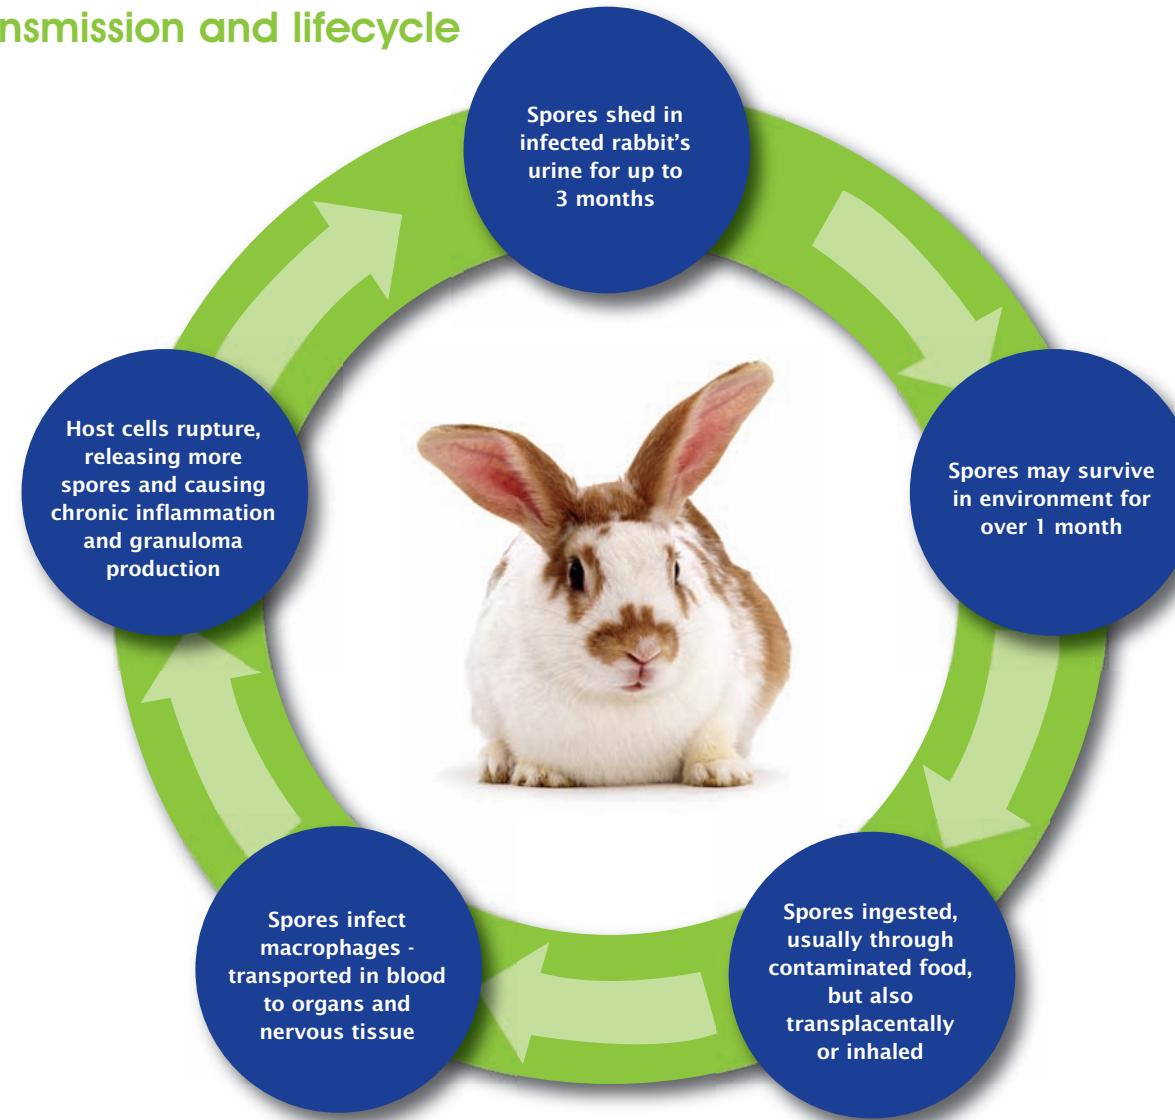 nsmission and lifecycle
Spores shed in
infected rabbit's
urine for up to
3 months
Spores may survive
in environment for
over 1 month
Spores ingested,
usually through
contaminated food,
but also
transplacentally
or inhaled
Spores infect
macrophages -
transported in blood
to organs and
nervous tissue
Host cells rupture,
releasing more
spores and causing
chronic inflammation
and granuloma
production